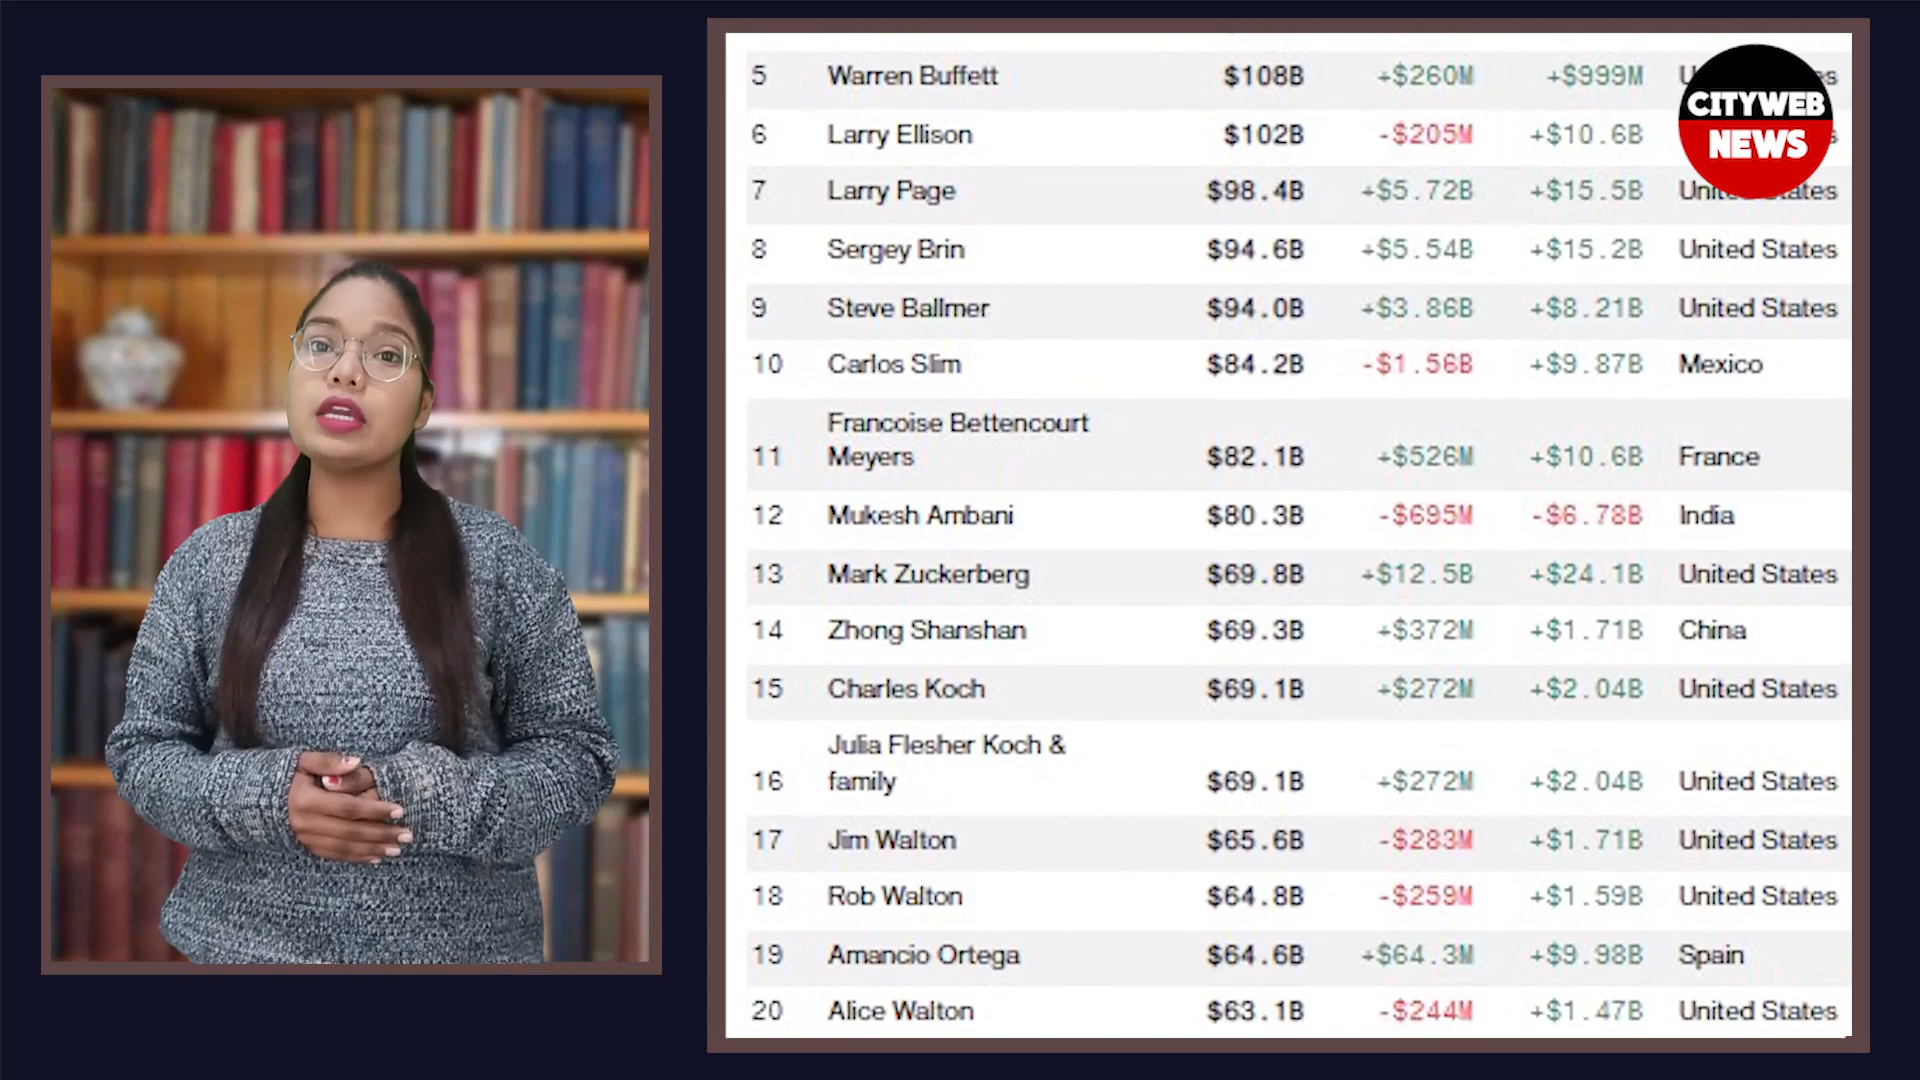 5 Warren Buffett $108B +$260M +$999M
CITYWEB
NEWS
6 Larry Ellison $102B -$205M +$10.6B
7 Larry Page $98.4B +$5.72B +$15.5B
8 Sergey Brin $94.6B +$5.54B +$15.2B United States
9 Steve Ballmer $94.0B +$3.86B +$8.21B United States
10 Carlos Slim $84.2B -$1.56B +$9.87B Mexico
Francoise Bettencourt
11 Meyers $82.1B +$526M +$10.6B France
12 Mukesh Ambani $80.3B -$695M -$6.78B India
13 Mark Zuckerberg $69.8B +$12.5B +$24.1B United States
14 Zhong Shanshan $69.3B +$372M +$1.71B China
15 Charles Koch $69.1B +$272M +$2.04B United States
Julia Flesher Koch &
16 family $69.1B +$272M +$2.04B United States
17 Jim Walton $65.6B -$283M +$1.71B United States
18 Rob Walton $64.8B -$259M +$1.59B United States
19 Amancio Ortega $64.6B +$64.3M +$9.98B Spain
20 Alice Walton $63.1B -$244M +$1.47B United States